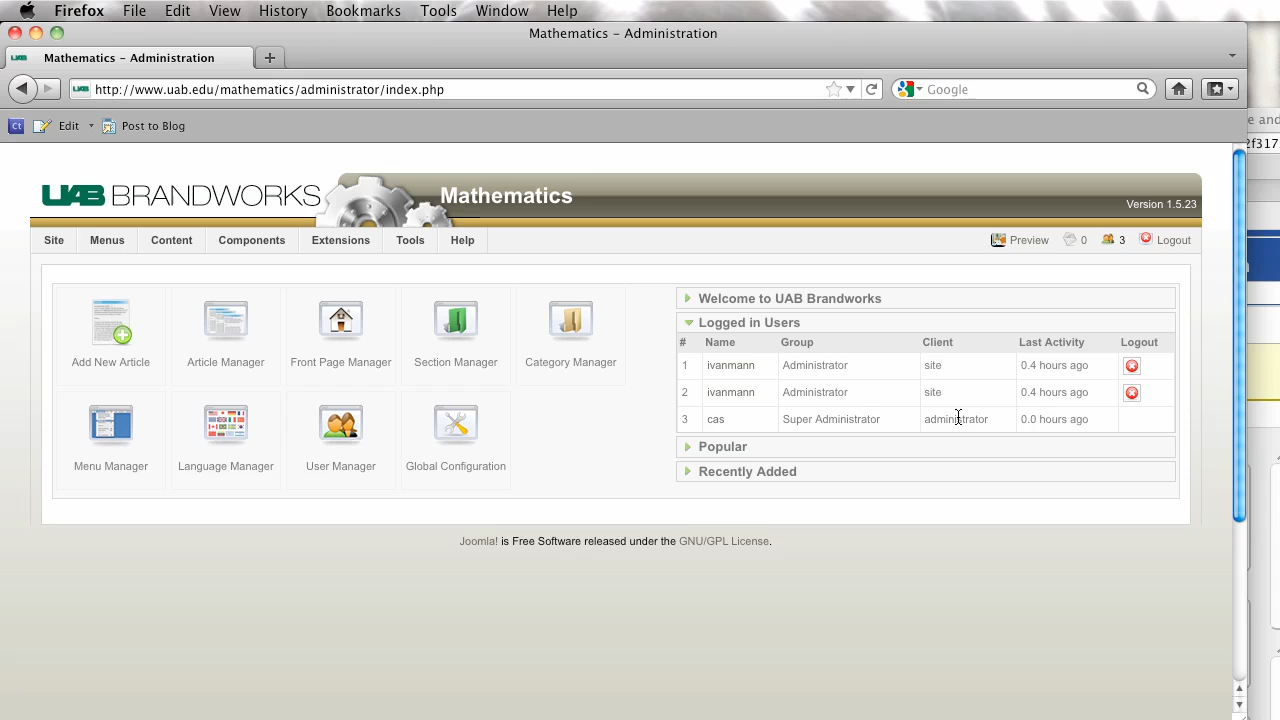 Firefox File Edit View History Bookmarks Tools Window Help
Mathematics – Administration
UAB Mathematics – Administration
http://www.uab.edu/mathematics/administrator/index.php Google
Ct Edit Post to Blog
e and
2f317
UAB BRANDWORKS Mathematics
Version 1.5.23
Site Menus Content Components Extensions Tools Help Preview 0 3 Logout
Add New Article Article Manager Front Page Manager Section Manager Category Manager
Menu Manager Language Manager User Manager Global Configuration
Welcome to UAB Brandworks
Logged in Users
# Name Group Client Last Activity Logout
1 ivanmann Administrator site 0.4 hours ago
2 ivanmann Administrator site 0.4 hours ago
3 cas Super Administrator administrator 0.0 hours ago
Popular
Recently Added
Joomla! is Free Software released under the GNU/GPL License.